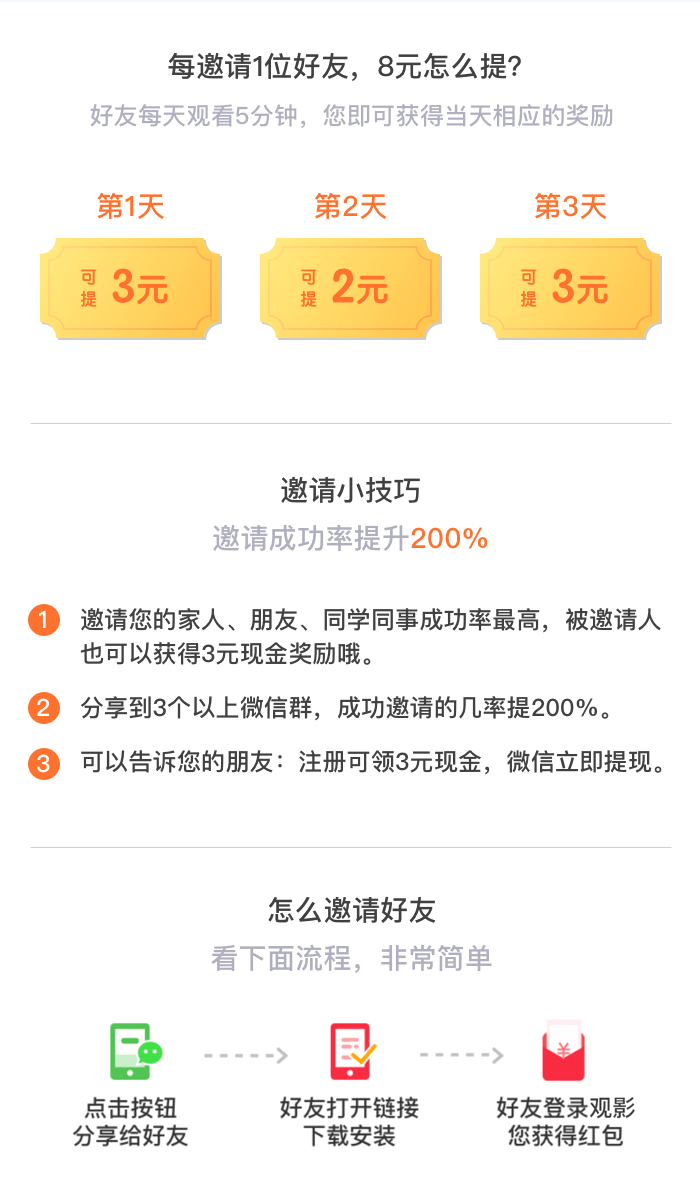 每邀请1位好友，8元怎么提?
好友每天观看5分钟，您即可获得当天相应的奖励
第1天
第2天
第3天
可提 3元
可提 2元
可提 3元
邀请小技巧
邀请成功率提升200%
1 邀请您的家人、朋友、同学同事成功率最高，被邀请人
也可以获得3元现金奖励哦。
2 分享到3个以上微信群，成功邀请的几率提200%。
3 可以告诉您的朋友：注册可领3元现金，微信立即提现。
怎么邀请好友
看下面流程，非常简单
¥
点击按钮
分享给好友
好友打开链接
下载安装
好友登录观影
您获得红包